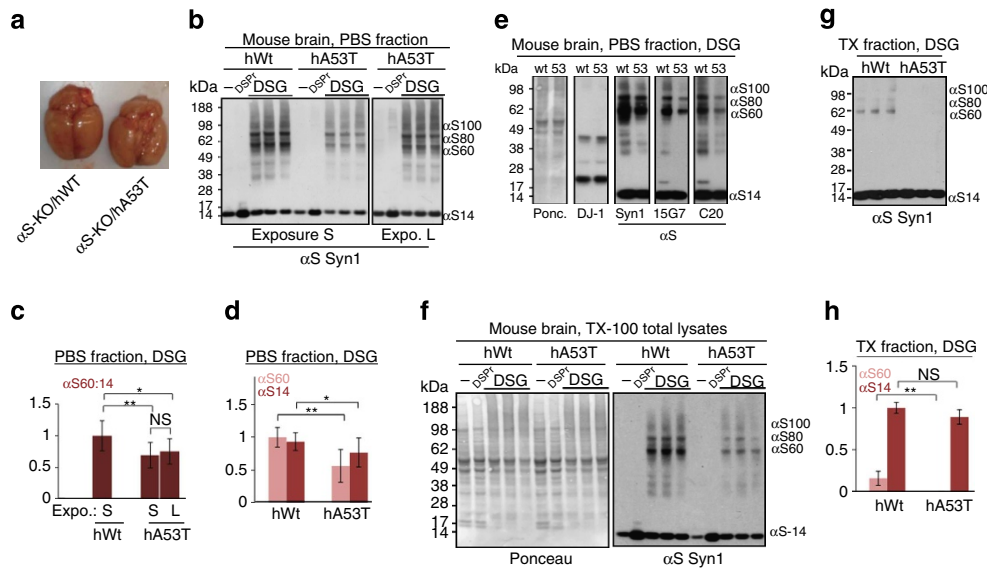 a
αS-KO/hWT
αS-KO/hA53T
b
Mouse brain, PBS fraction
hWt hA53T hA53T
kDa – DSPr DSG – DSPr DSG – DSPr DSG
188
98
62
49
38
28
17
14
αS100
αS80
αS60
αS14
Exposure S Expo. L
αS Syn1
c
PBS fraction, DSG
αS60:14
*
**
NS
1.5
1
0.5
0
Expo.: S S L
hWt hA53T
d
PBS fraction, DSG
αS60
αS14
*
**
1.5
1
0.5
0
hWt hA53T
e
Mouse brain, PBS fraction, DSG
kDa wt 53 wt 53 wt 53 wt 53 wt 53
98
62
49
38
28
17
14
αS100
αS80
αS60
αS14
Ponc. DJ-1 Syn1 15G7 C20
αS
f
Mouse brain, TX-100 total lysates
hWt hA53T hWt hA53T
kDa – DSPr DSG – DSPr DSG – DSPr DSG – DSPr DSG
188
98
62
49
38
28
17
14
αS100
αS80
αS60
αS-14
Ponceau αS Syn1
g
TX fraction, DSG
kDa hWt hA53T
98
62
49
38
28
17
14
αS100
αS80
αS60
αS14
αS Syn1
h
TX fraction, DSG
αS60
αS14
NS
**
1.5
1
0.5
0
hWt hA53T